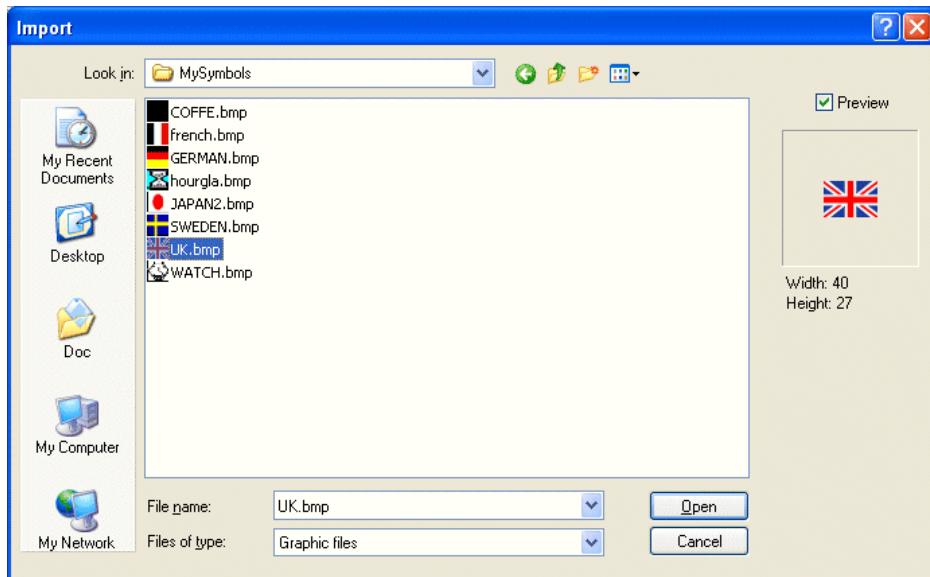 Import
Look in:
MySymbols
Preview
COFFE.bmp
french.bmp
GERMAN.bmp
hourgla.bmp
JAPAN2.bmp
SWEDEN.bmp
UK.bmp
WATCH.bmp
My Recent
Documents
Desktop
Doc
My Computer
My Network
Width: 40
Height: 27
File name:
UK.bmp
Open
Files of type:
Graphic files
Cancel